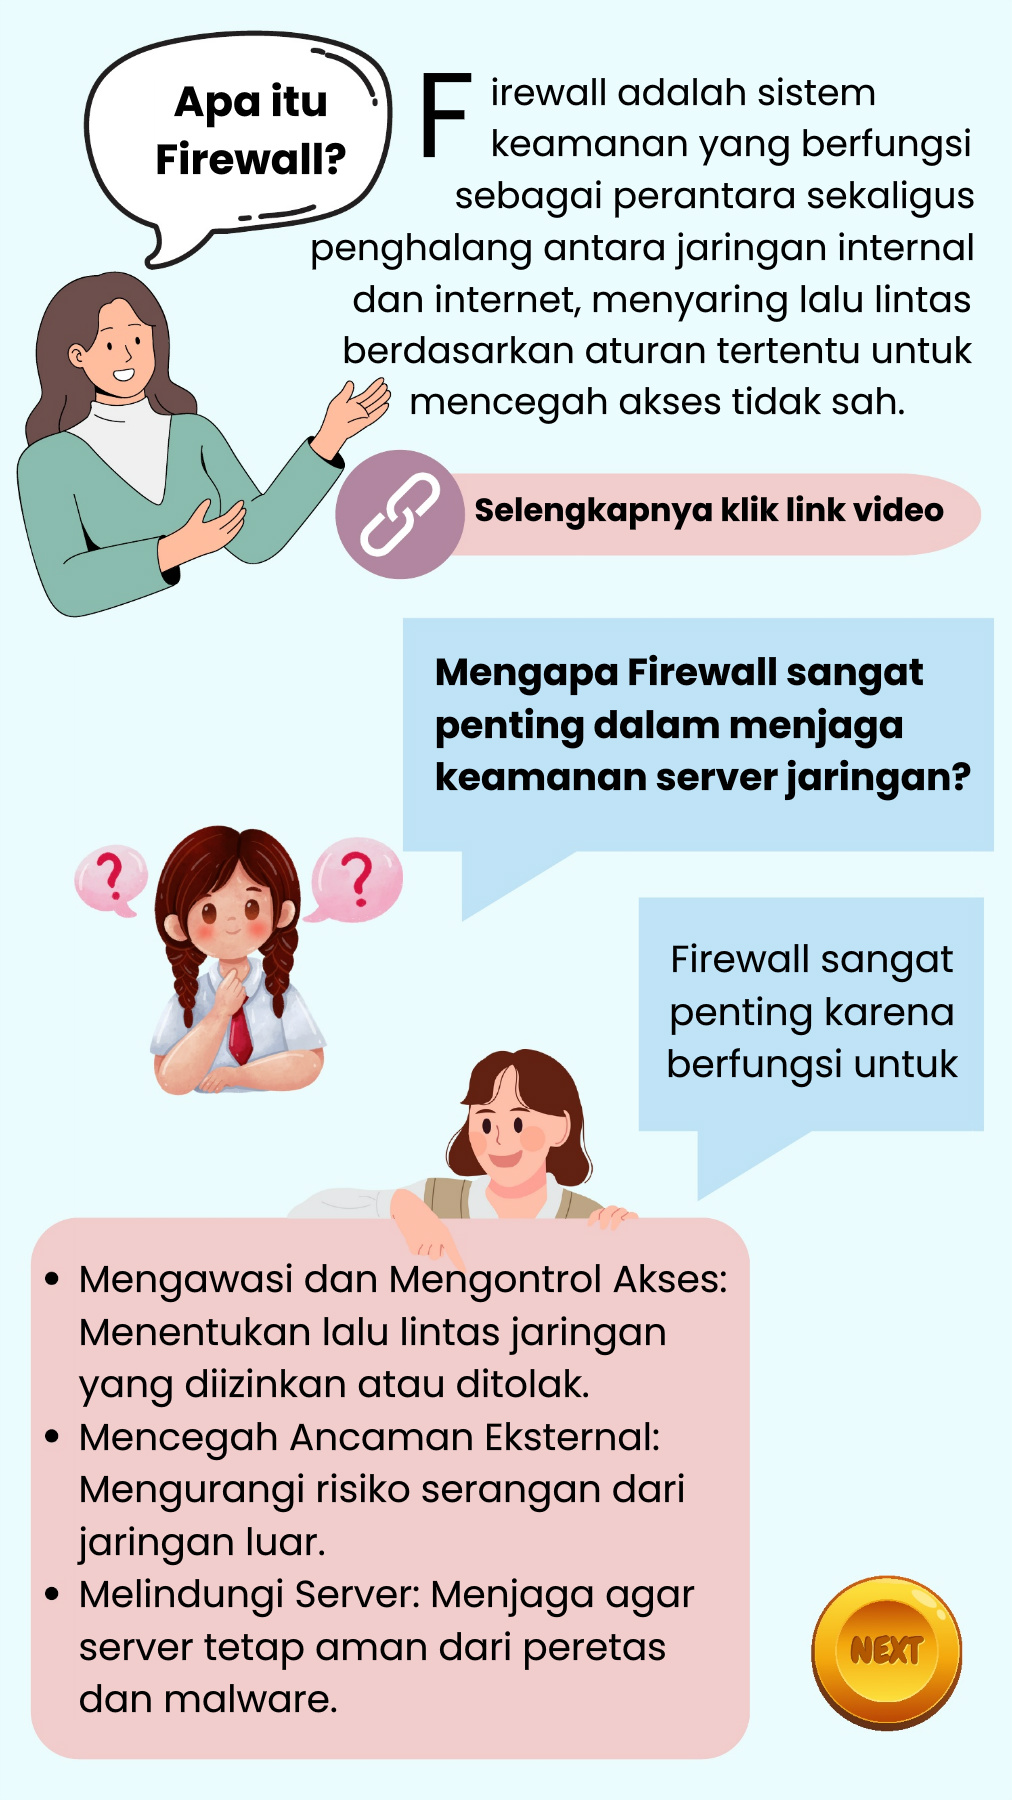 Apa itu
Firewall?
Firewall adalah sistem
keamanan yang berfungsi
sebagai perantara sekaligus
penghalang antara jaringan internal
dan internet, menyaring lalu lintas
berdasarkan aturan tertentu untuk
mencegah akses tidak sah.
Selengkapnya klik link video
Mengapa Firewall sangat
penting dalam menjaga
keamanan server jaringan?
? ?
Firewall sangat
penting karena
berfungsi untuk
• Mengawasi dan Mengontrol Akses:
Menentukan lalu lintas jaringan
yang diizinkan atau ditolak.
• Mencegah Ancaman Eksternal:
Mengurangi risiko serangan dari
jaringan luar.
• Melindungi Server: Menjaga agar
server tetap aman dari peretas
dan malware.
NEXT